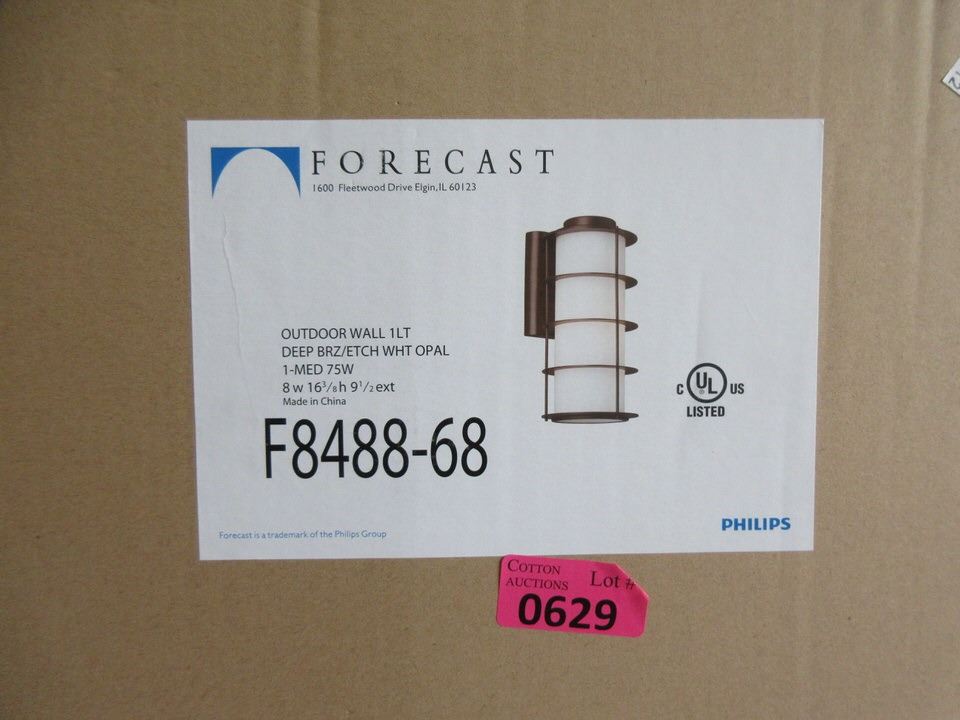 FORECAST
1600 Fleetwood Drive Elgin,IL 60123
OUTDOOR WALL 1LT
DEEP BRZ/ETCH WHT OPAL
1-MED 75W
8 w 16³/₈ h 9¹/₂ ext
Made in China
F8488-68
C UL US
®
LISTED
Forecast is a trademark of the Philips Group
PHILIPS
COTTON
AUCTIONS Lot #
0629